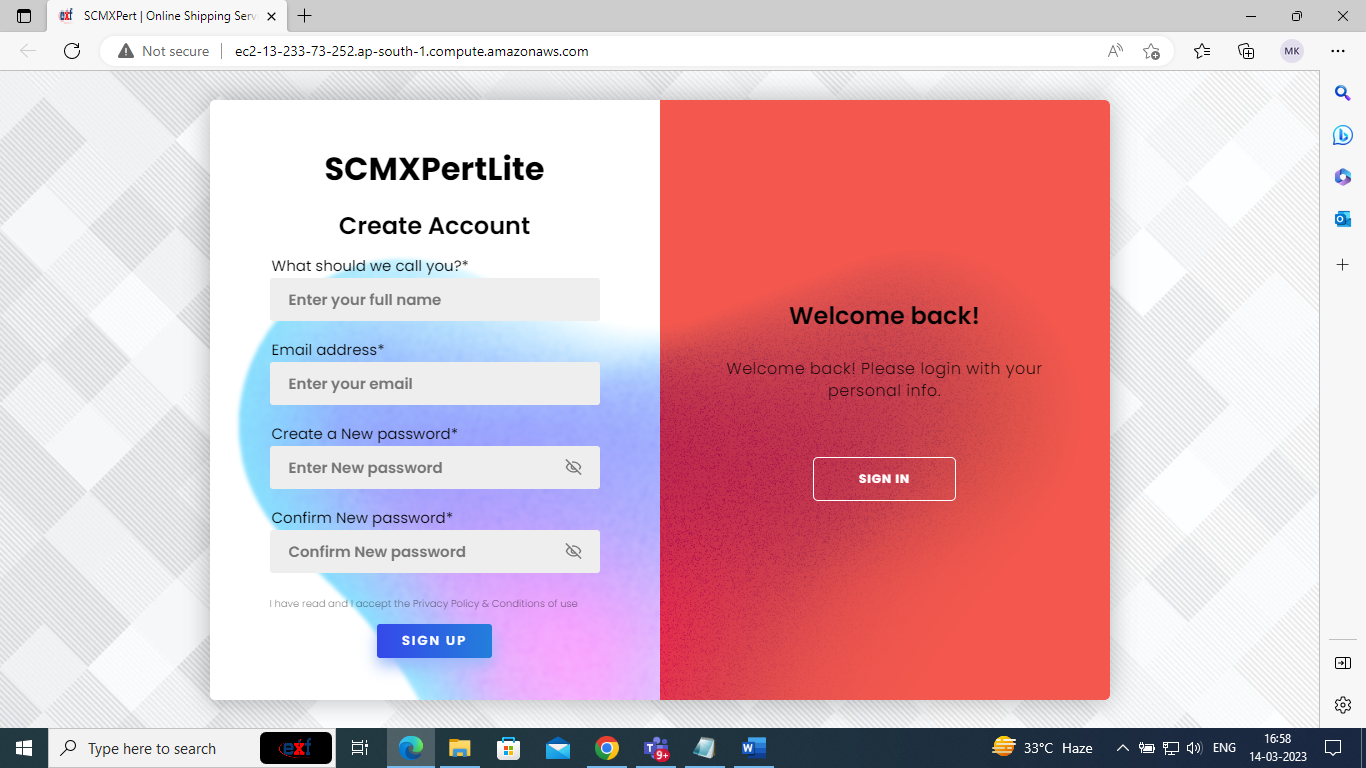 SCMXPert | Online Shipping Serv
Not secure
ec2-13-233-73-252.ap-south-1.compute.amazonaws.com
MK
SCMXPertLite
Create Account
What should we call you?*
Enter your full name
Email address*
Enter your email
Create a New password*
Enter New password
Confirm New password*
Confirm New password
I have read and I accept the Privacy Policy & Conditions of use
SIGN UP
Welcome back!
Welcome back! Please login with your
personal info.
SIGN IN
Type here to search
exf
9+
33°C Haze
ENG
16:58
14-03-2023